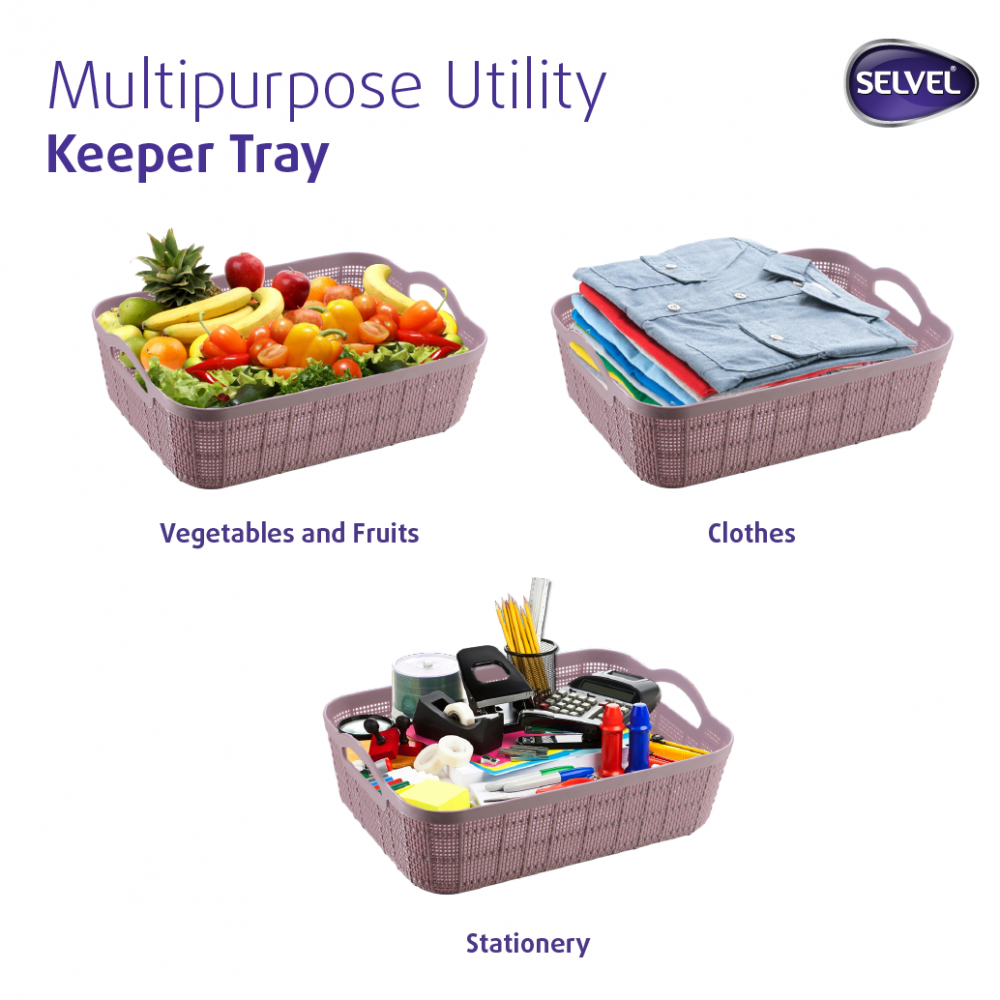 Multipurpose Utility
Keeper Tray
SELVEL®
Vegetables and Fruits
Clothes
Stationery